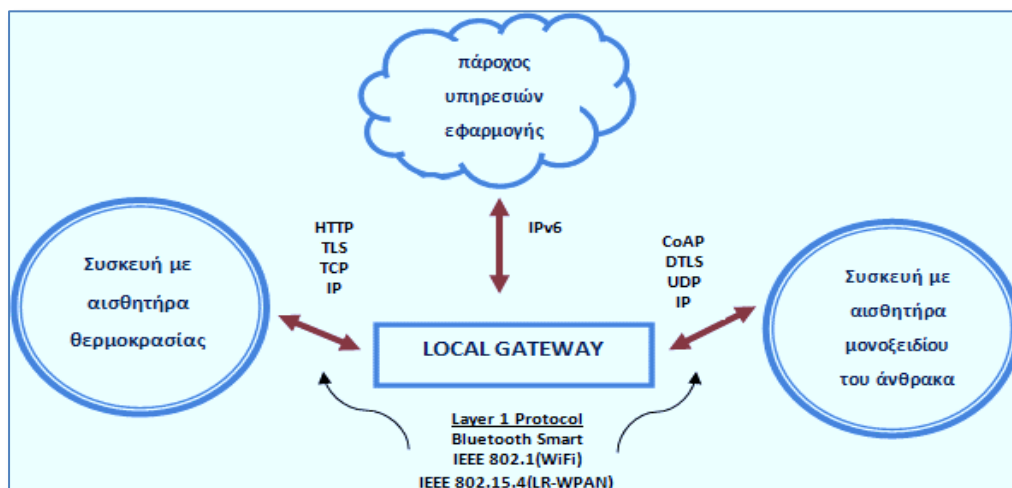 πάροχος
υπηρεσιών
εφαρμογής
HTTP
TLS
TCP
IP
IPv6
CoAP
DTLS
UDP
IP
Συσκευή με
αισθητήρα
θερμοκρασίας
LOCAL GATEWAY
Συσκευή με
αισθητήρα
μονοξειδίου
του άνθρακα
Layer 1 Protocol
Bluetooth Smart
IEEE 802.1(WiFi)
IEEE 802.15.4(LR-WPAN)